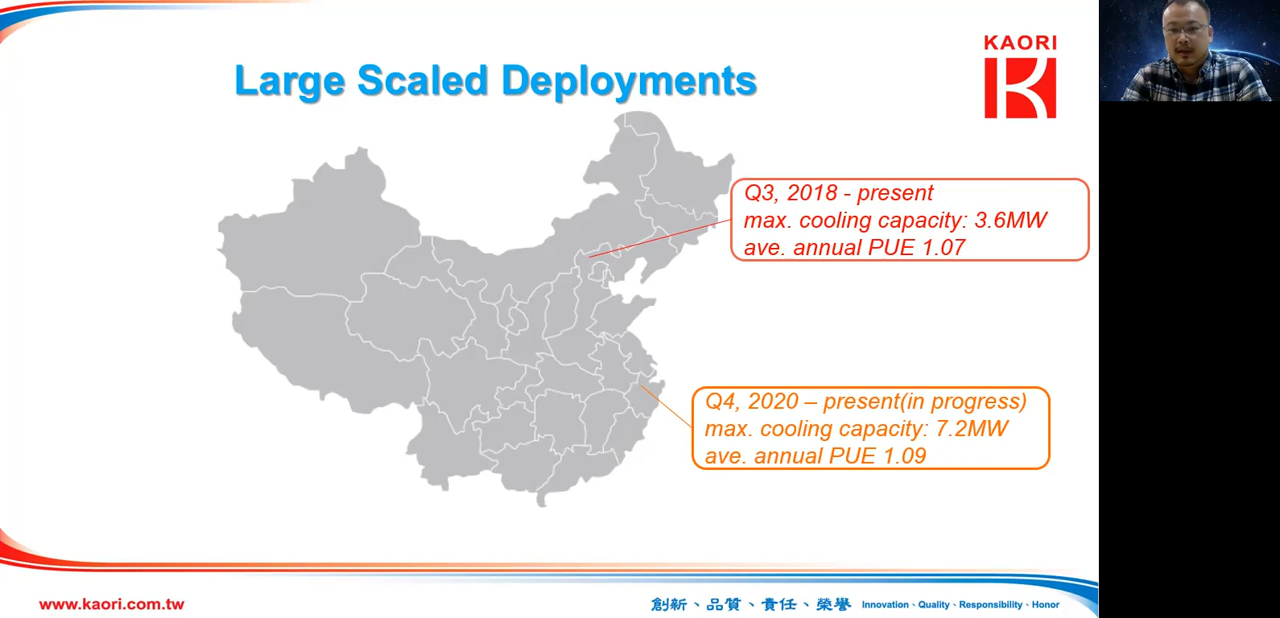 KAORI
Large Scaled Deployments
Q3, 2018 - present
max. cooling capacity: 3.6MW
ave. annual PUE 1.07
Q4, 2020 – present(in progress)
max. cooling capacity: 7.2MW
ave. annual PUE 1.09
www.kaori.com.tw
創新、品質、責任、榮譽 Innovation、Quality、Responsibility、Honor